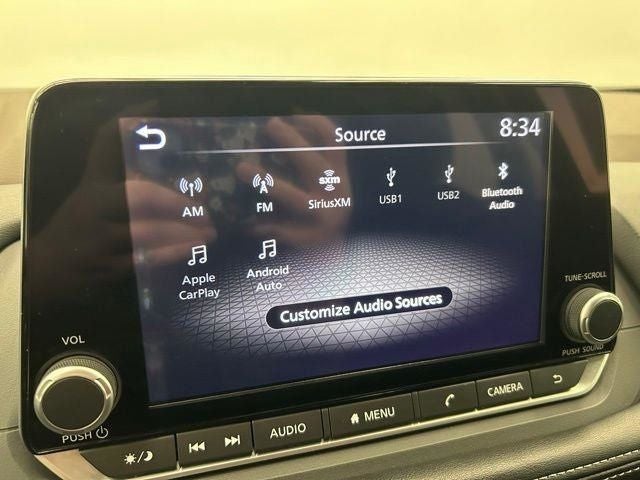 Source
8:34
AM
FM
sxm
SiriusXM
USB1
USB2
Bluetooth
Audio
Apple
CarPlay
Android
Auto
Customize Audio Sources
TUNE·SCROLL
PUSH SOUND
VOL
PUSH
AUDIO
MENU
CAMERA